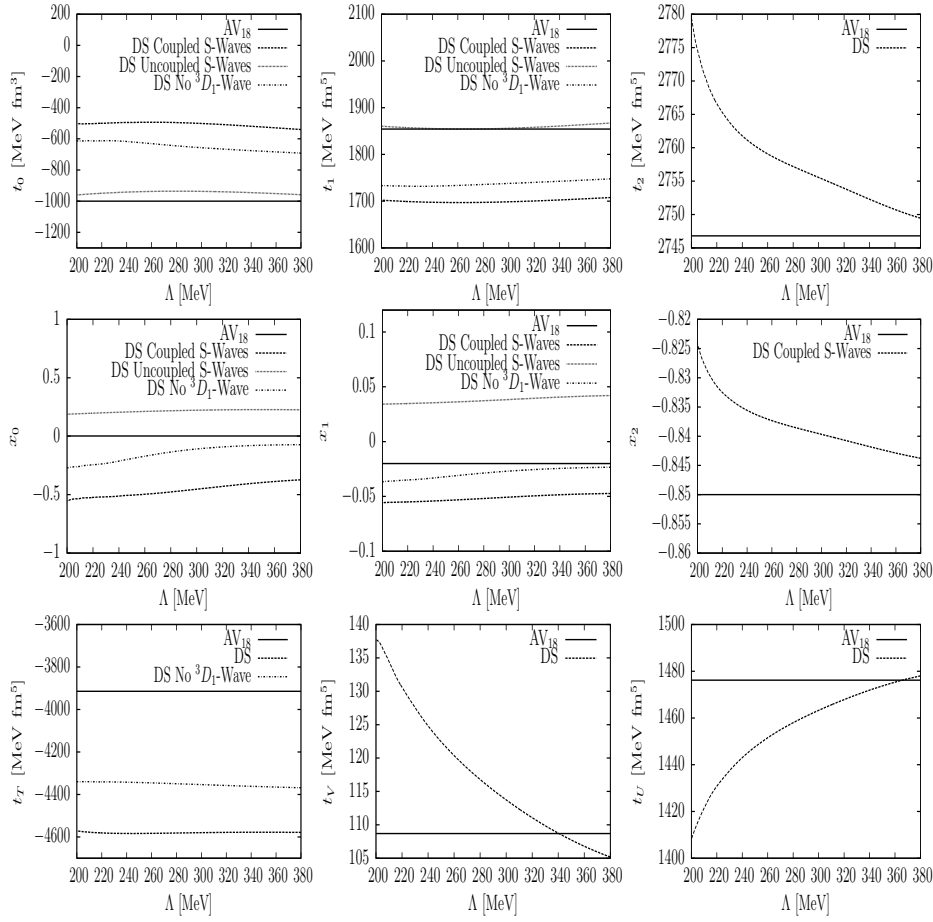 t₀ [MeV fm³]
200
0
−200
−400
−600
−800
−1000
−1200
AV₁₈
DS Coupled S-Waves
DS Uncoupled S-Waves
DS No ³D₁-Wave
200 220 240 260 280 300 320 340 360 380
Λ [MeV]
t₁ [MeV fm⁵]
2100
2000
1900
1800
1700
1600
AV₁₈
DS Coupled S-Waves
DS Uncoupled S-Waves
DS No ³D₁-Wave
200 220 240 260 280 300 320 340 360 380
Λ [MeV]
t₂ [MeV fm⁵]
2780
2775
2770
2765
2760
2755
2750
2745
AV₁₈
DS
200 220 240 260 280 300 320 340 360 380
Λ [MeV]
x₀
1
0.5
0
−0.5
−1
AV₁₈
DS Coupled S-Waves
DS Uncoupled S-Waves
DS No ³D₁-Wave
200 220 240 260 280 300 320 340 360 380
Λ [MeV]
x₁
0.1
0.05
0
−0.05
−0.1
AV₁₈
DS Coupled S-Waves
DS Uncoupled S-Waves
DS No ³D₁-Wave
200 220 240 260 280 300 320 340 360 380
Λ [MeV]
x₂
−0.82
−0.825
−0.83
−0.835
−0.84
−0.845
−0.85
−0.855
−0.86
AV₁₈
DS Coupled S-Waves
200 220 240 260 280 300 320 340 360 380
Λ [MeV]
t_T [MeV fm⁵]
−3600
−3800
−4000
−4200
−4400
−4600
AV₁₈
DS
DS No ³D₁-Wave
200 220 240 260 280 300 320 340 360 380
Λ [MeV]
t_V [MeV fm⁵]
140
135
130
125
120
115
110
105
AV₁₈
DS
200 220 240 260 280 300 320 340 360 380
Λ [MeV]
t_U [MeV fm⁵]
1500
1480
1460
1440
1420
1400
AV₁₈
DS
200 220 240 260 280 300 320 340 360 380
Λ [MeV]